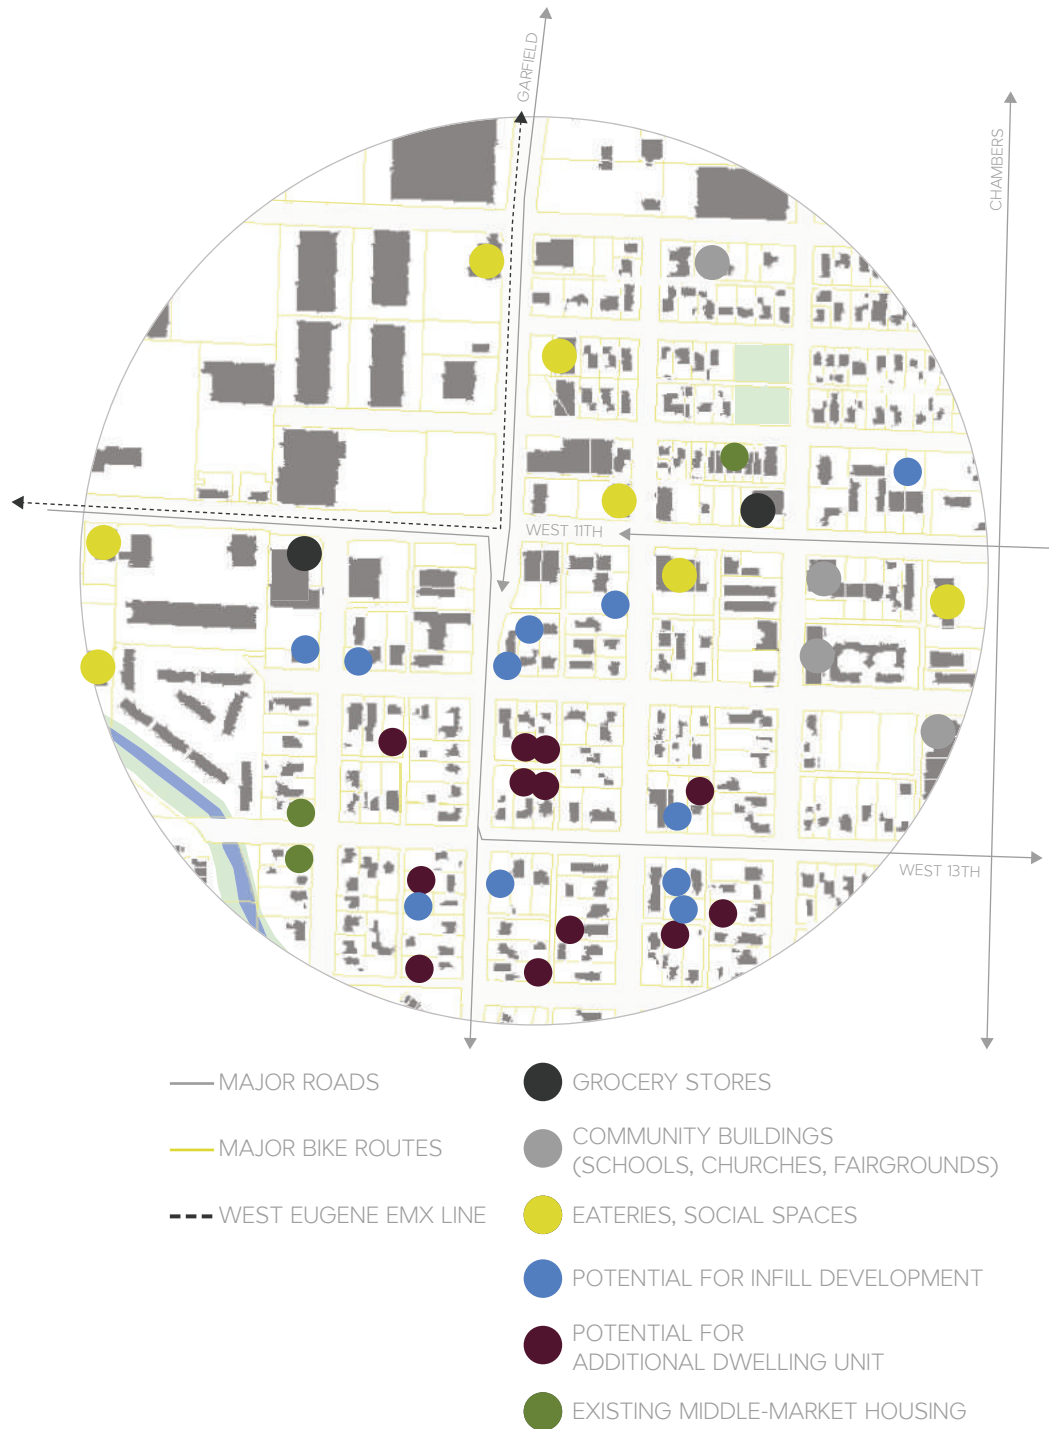 GARFIELD
CHAMBERS
WEST 11TH
WEST 13TH
MAJOR ROADS
MAJOR BIKE ROUTES
WEST EUGENE EMX LINE
GROCERY STORES
COMMUNITY BUILDINGS
(SCHOOLS, CHURCHES, FAIRGROUNDS)
EATERIES, SOCIAL SPACES
POTENTIAL FOR INFILL DEVELOPMENT
POTENTIAL FOR
ADDITIONAL DWELLING UNIT
EXISTING MIDDLE-MARKET HOUSING